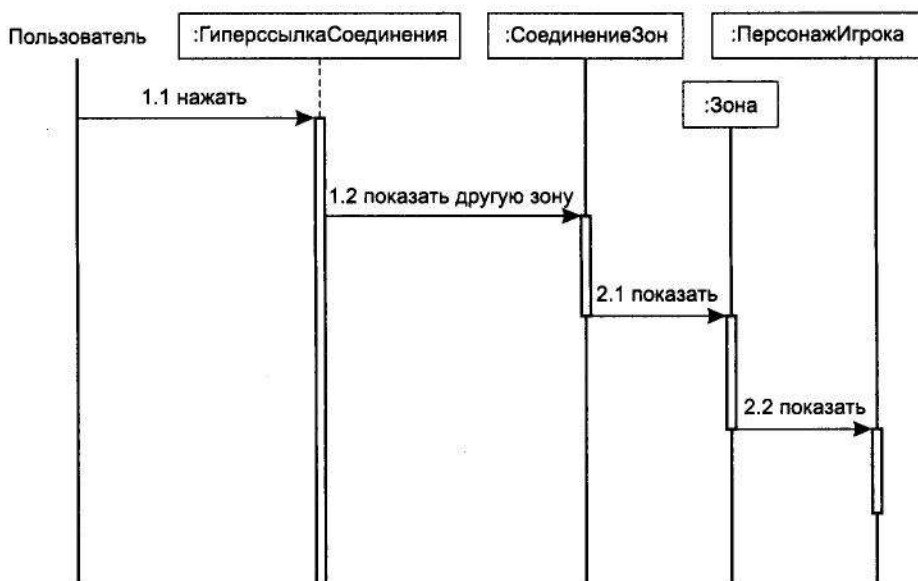 Пользователь
:ГиперссылкаСоединения
:СоединениеЗон
:ПерсонажИгрока
:Зона
1.1 нажать
1.2 показать другую зону
2.1 показать
2.2 показать